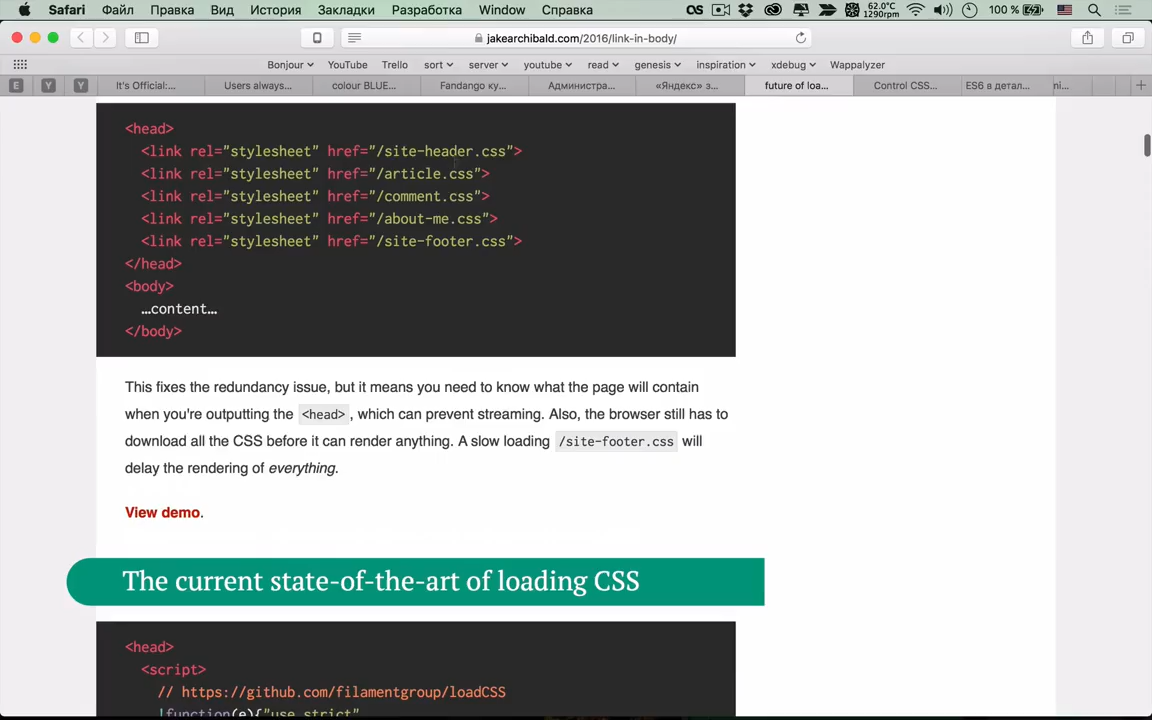 Safari Файл Правка Вид История Закладки Разработка Window Справка 62.0°C 1290rpm 100 %
jakearchibald.com/2016/link-in-body/
Bonjour YouTube Trello sort server youtube read genesis inspiration xdebug Wappalyzer
E Y Y It's Official:... Users always... colour BLUE... Fandango ку... Администра... «Яндекс» з... future of loa... Control CSS... ES6 в детал... ni...
<head>
<link rel="stylesheet" href="/site-header.css">
<link rel="stylesheet" href="/article.css">
<link rel="stylesheet" href="/comment.css">
<link rel="stylesheet" href="/about-me.css">
<link rel="stylesheet" href="/site-footer.css">
</head>
<body>
…content…
</body>
This fixes the redundancy issue, but it means you need to know what the page will contain
when you're outputting the <head>, which can prevent streaming. Also, the browser still has to
download all the CSS before it can render anything. A slow loading /site-footer.css will
delay the rendering of everything.
View demo.
The current state-of-the-art of loading CSS
<head>
<script>
// https://github.com/filamentgroup/loadCSS
!function(e){"use strict"